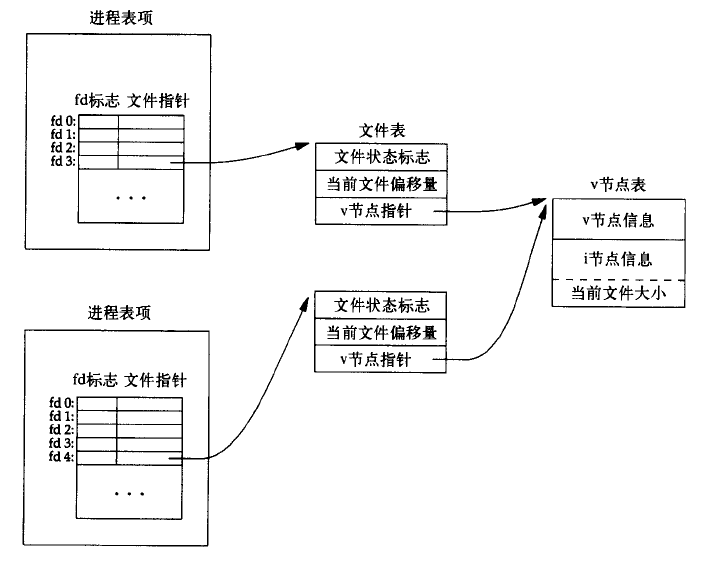 进程表项
fd标志 文件指针
fd 0:
fd 1:
fd 2:
fd 3:
...
文件表
文件状态标志
当前文件偏移量
v节点指针
v节点表
v节点信息
i节点信息
当前文件大小
进程表项
fd标志 文件指针
fd 0:
fd 1:
fd 2:
fd 3:
fd 4:
...
文件状态标志
当前文件偏移量
v节点指针